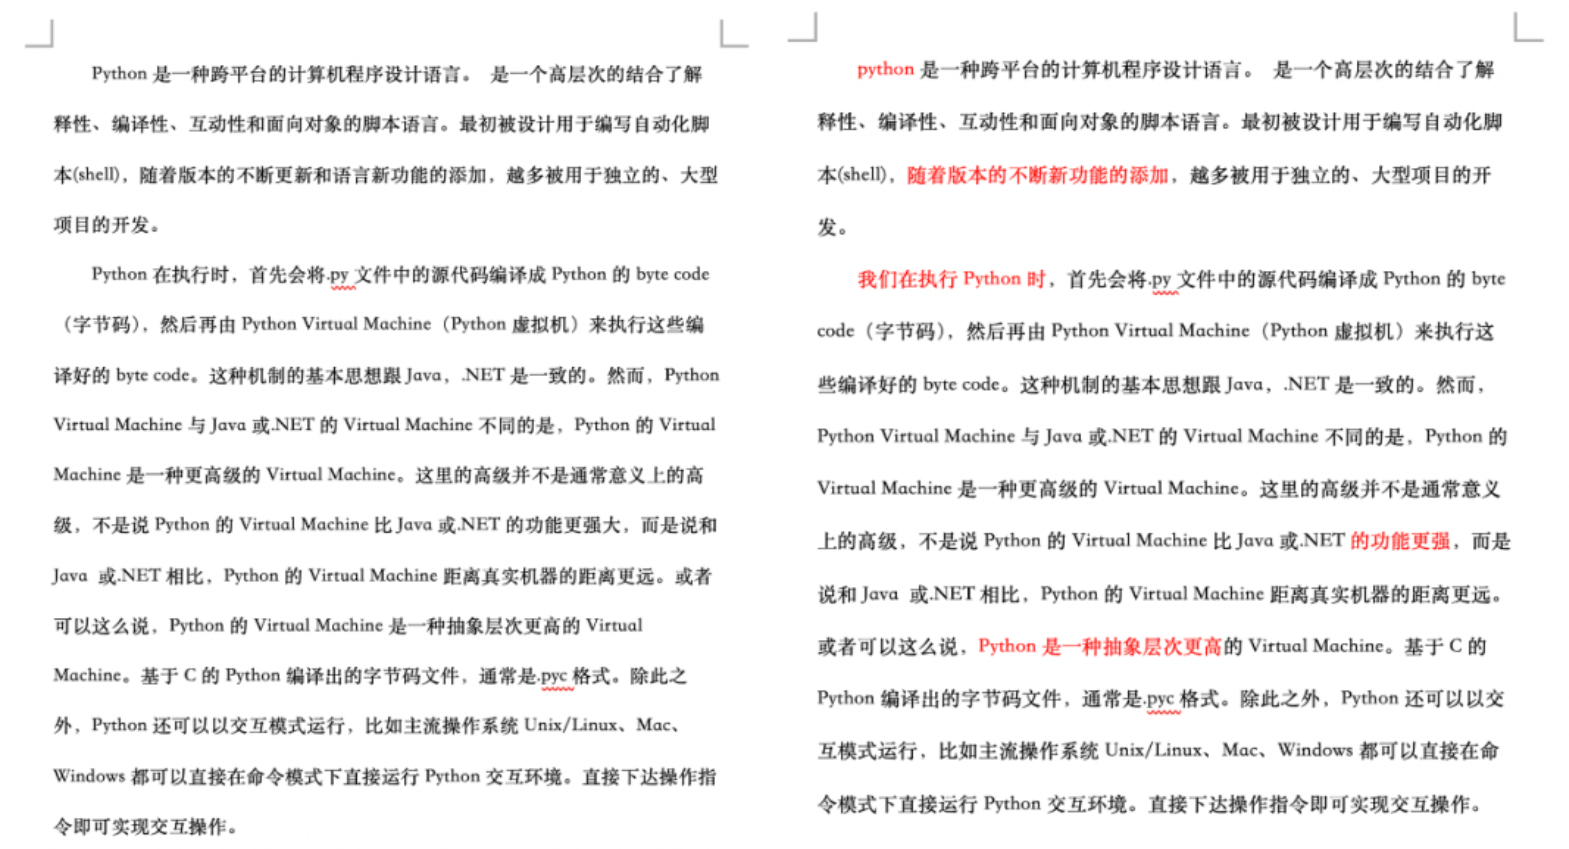 Python 是一种跨平台的计算机程序设计语言。 是一个高层次的结合了解
释性、编译性、互动性和面向对象的脚本语言。最初被设计用于编写自动化脚
本(shell)，随着版本的不断更新和语言新功能的添加，越多被用于独立的、大型
项目的开发。
Python 在执行时，首先会将.py 文件中的源代码编译成 Python 的 byte code
（字节码），然后再由 Python Virtual Machine（Python 虚拟机）来执行这些编
译好的 byte code。这种机制的基本思想跟 Java，.NET 是一致的。然而，Python
Virtual Machine 与 Java 或.NET 的 Virtual Machine 不同的是，Python 的 Virtual
Machine 是一种更高级的 Virtual Machine。这里的高级并不是通常意义上的高
级，不是说 Python 的 Virtual Machine 比 Java 或.NET 的功能更强大，而是说和
Java 或.NET 相比，Python 的 Virtual Machine 距离真实机器的距离更远。或者
可以这么说，Python 的 Virtual Machine 是一种抽象层次更高的 Virtual
Machine。基于 C 的 Python 编译出的字节码文件，通常是.pyc 格式。除此之
外，Python 还可以以交互模式运行，比如主流操作系统 Unix/Linux、Mac、
Windows 都可以直接在命令模式下直接运行 Python 交互环境。直接下达操作指
令即可实现交互操作。
python 是一种跨平台的计算机程序设计语言。 是一个高层次的结合了解
释性、编译性、互动性和面向对象的脚本语言。最初被设计用于编写自动化脚
本(shell)，随着版本的不断新功能的添加，越多被用于独立的、大型项目的开
发。
我们在执行 Python 时，首先会将.py 文件中的源代码编译成 Python 的 byte
code（字节码），然后再由 Python Virtual Machine（Python 虚拟机）来执行这
些编译好的 byte code。这种机制的基本思想跟 Java，.NET 是一致的。然而，
Python Virtual Machine 与 Java 或.NET 的 Virtual Machine 不同的是，Python 的
Virtual Machine 是一种更高级的 Virtual Machine。这里的高级并不是通常意义
上的高级，不是说 Python 的 Virtual Machine 比 Java 或.NET 的功能更强，而是
说和 Java 或.NET 相比，Python 的 Virtual Machine 距离真实机器的距离更远。
或者可以这么说，Python 是一种抽象层次更高的 Virtual Machine。基于 C 的
Python 编译出的字节码文件，通常是.pyc 格式。除此之外，Python 还可以以交
互模式运行，比如主流操作系统 Unix/Linux、Mac、Windows 都可以直接在命
令模式下直接运行 Python 交互环境。直接下达操作指令即可实现交互操作。